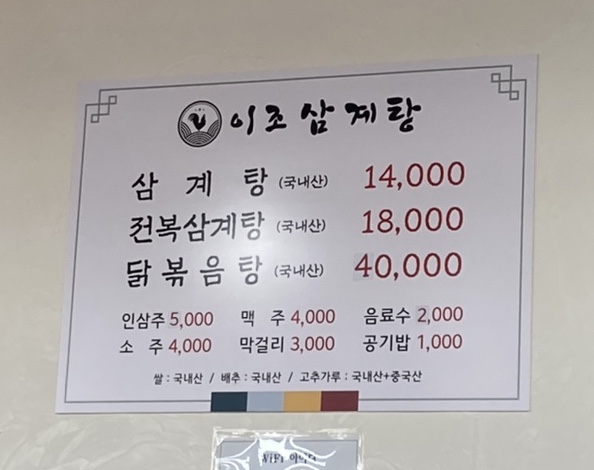 이조삼계탕
삼계탕 (국내산) 14,000
전복삼계탕 (국내산) 18,000
닭볶음탕 (국내산) 40,000
인삼주 5,000 맥주 4,000 음료수 2,000
소주 4,000 막걸리 3,000 공기밥 1,000
쌀 : 국내산 / 배추 : 국내산 / 고추가루 : 국내산+중국산
WiFi